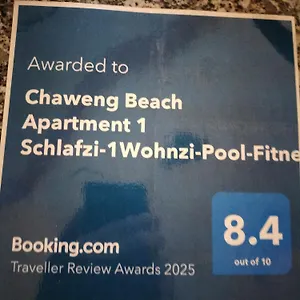 Awarded to
Chaweng Beach
Apartment 1
Schlafzi-1Wohnzi-Pool-Fitne
8.4
out of 10
Booking.com
Traveller Review Awards 2025